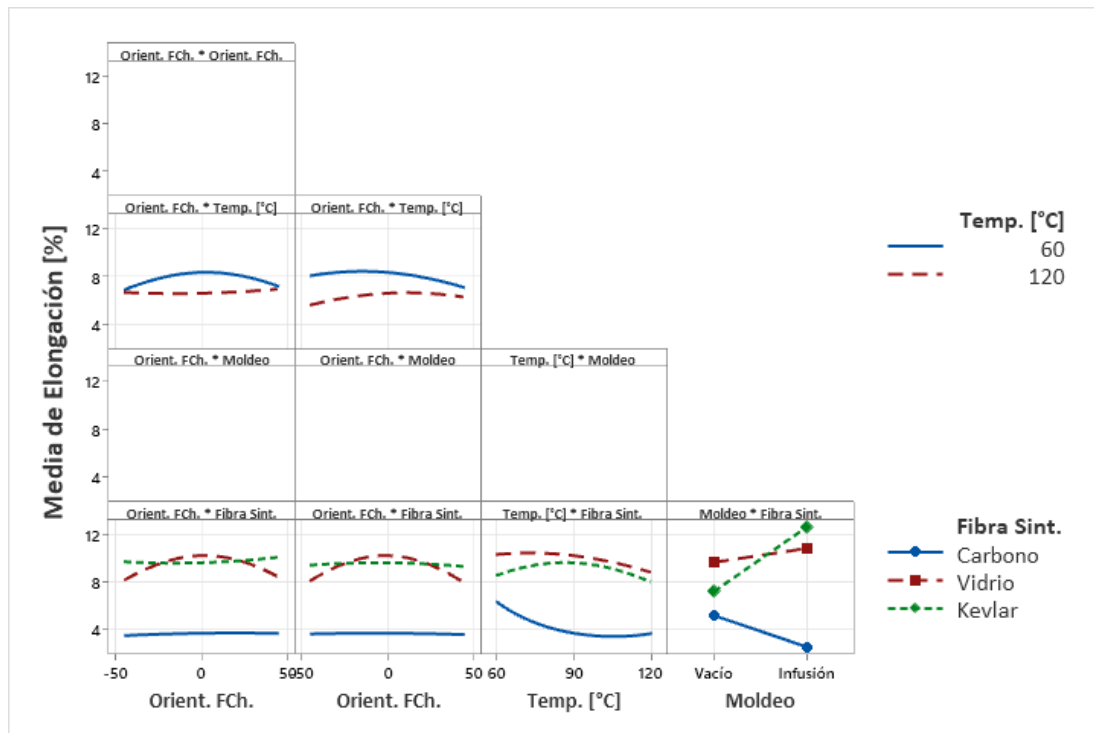 Orient. FCh. * Orient. FCh.
12
8
4
Orient. FCh. * Temp. [°C]
Orient. FCh. * Temp. [°C]
12
8
4
Temp. [°C]
60
120
Media de Elongación [%]
Orient. FCh. * Moldeo
Orient. FCh. * Moldeo
Temp. [°C] * Moldeo
12
8
4
Orient. FCh. * Fibra Sint.
Orient. FCh. * Fibra Sint.
Temp. [°C] * Fibra Sint.
Moldeo * Fibra Sint.
12
8
4
Fibra Sint.
Carbono
Vidrio
Kevlar
-50 0 50 -50 0 50 60 90 120 Vacío Infusión
Orient. FCh. Orient. FCh. Temp. [°C] Moldeo